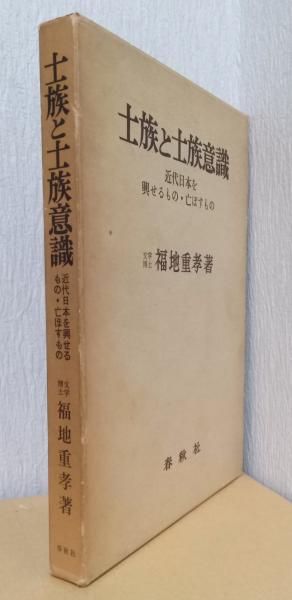 士族と士族意識
近代日本を興せる
もの・亡ぼすもの
文学
博士
福地重孝著
春秋社
士族と士族意識
近代日本を
興せるもの・亡ぼすもの
文学
博士
福地重孝著
春秋社